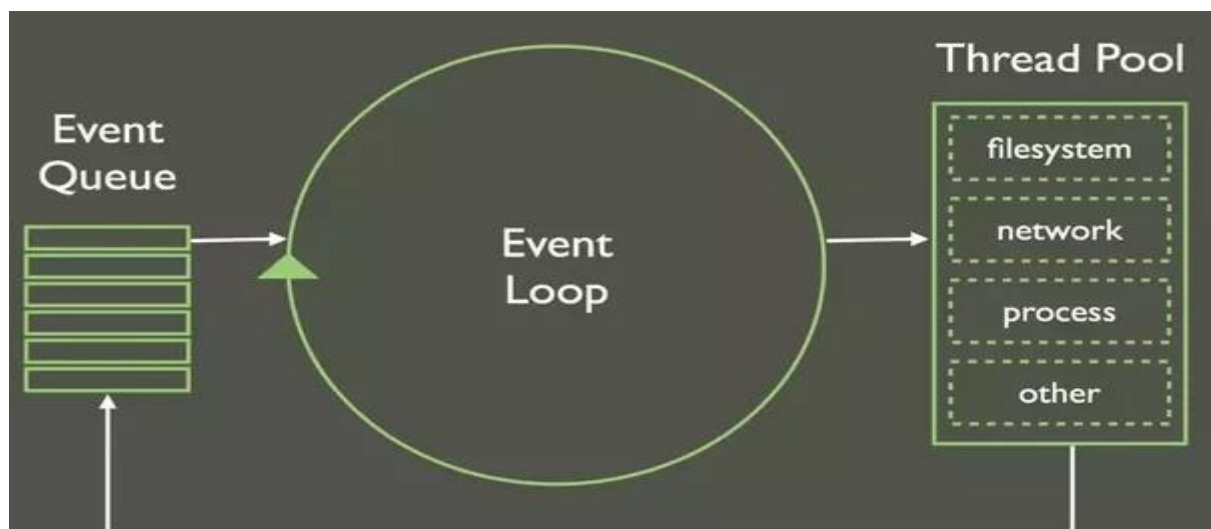 Event
Queue
Event
Loop
Thread Pool
filesystem
network
process
other